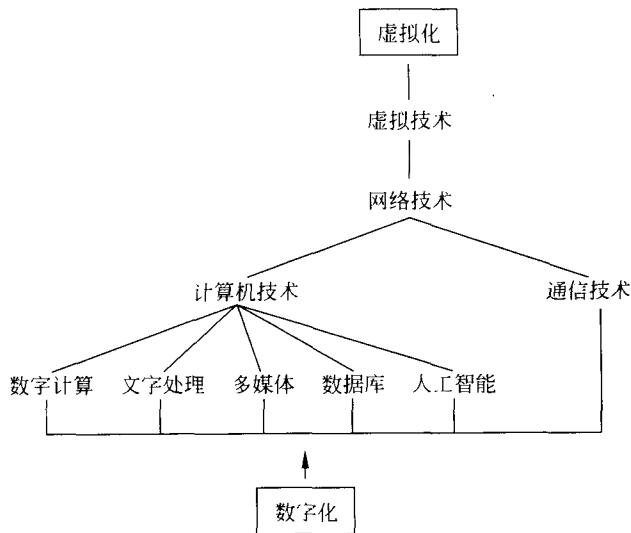 虚拟化
虚拟技术
网络技术
计算机技术 通信技术
数字计算 文字处理 多媒体 数据库 人工智能
数字化